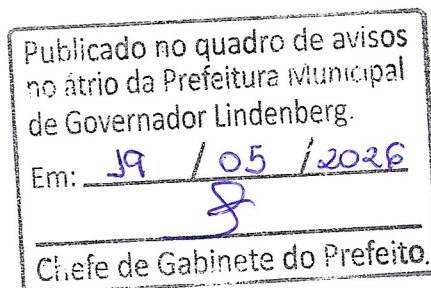 Publicado no quadro de avisos
no átrio da Prefeitura Municipal
de Governador Lindenberg.
Em: 19 / 05 / 2026
Chefe de Gabinete do Prefeito.